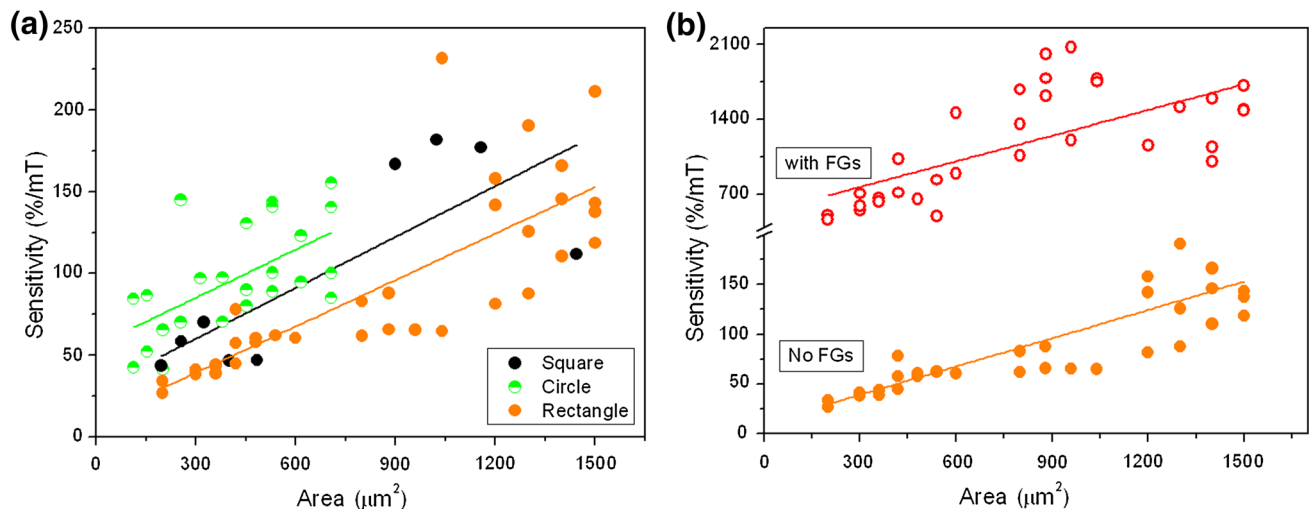 (a)
250
200
150
100
50
0
Sensitivity (%/mT)
0 300 600 900 1200 1500
Area (μm²)
Square
Circle
Rectangle
(b)
2100
1400
700
150
100
50
0
Sensitivity (%/mT)
with FGs
No FGs
0 300 600 900 1200 1500
Area (μm²)